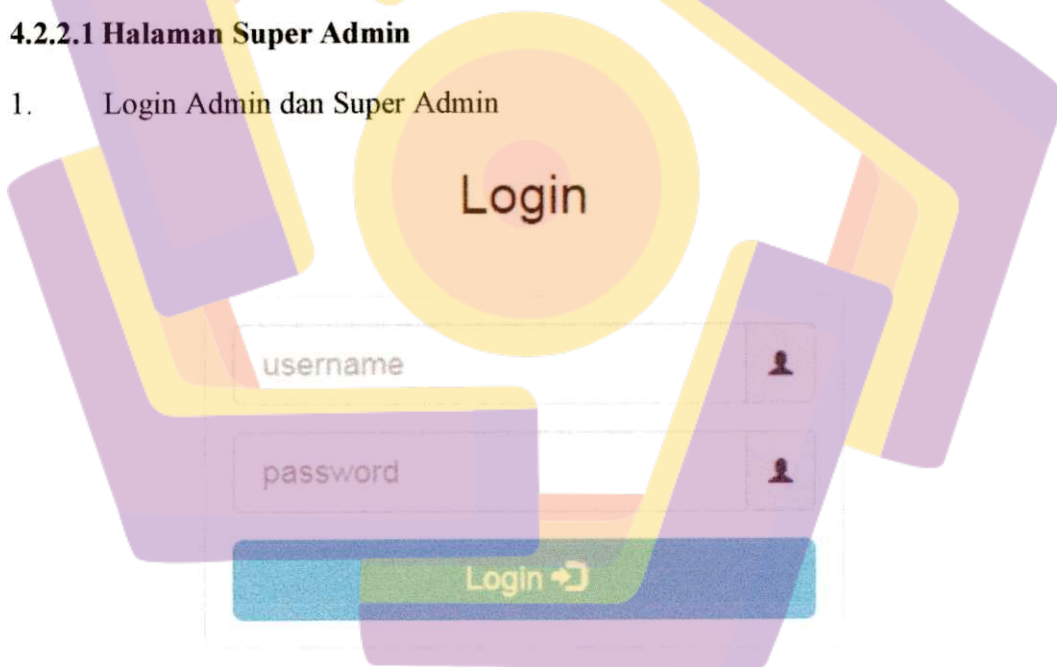 4.2.2.1 Halaman Super Admin
1. Login Admin dan Super Admin
Login
username
password
Login